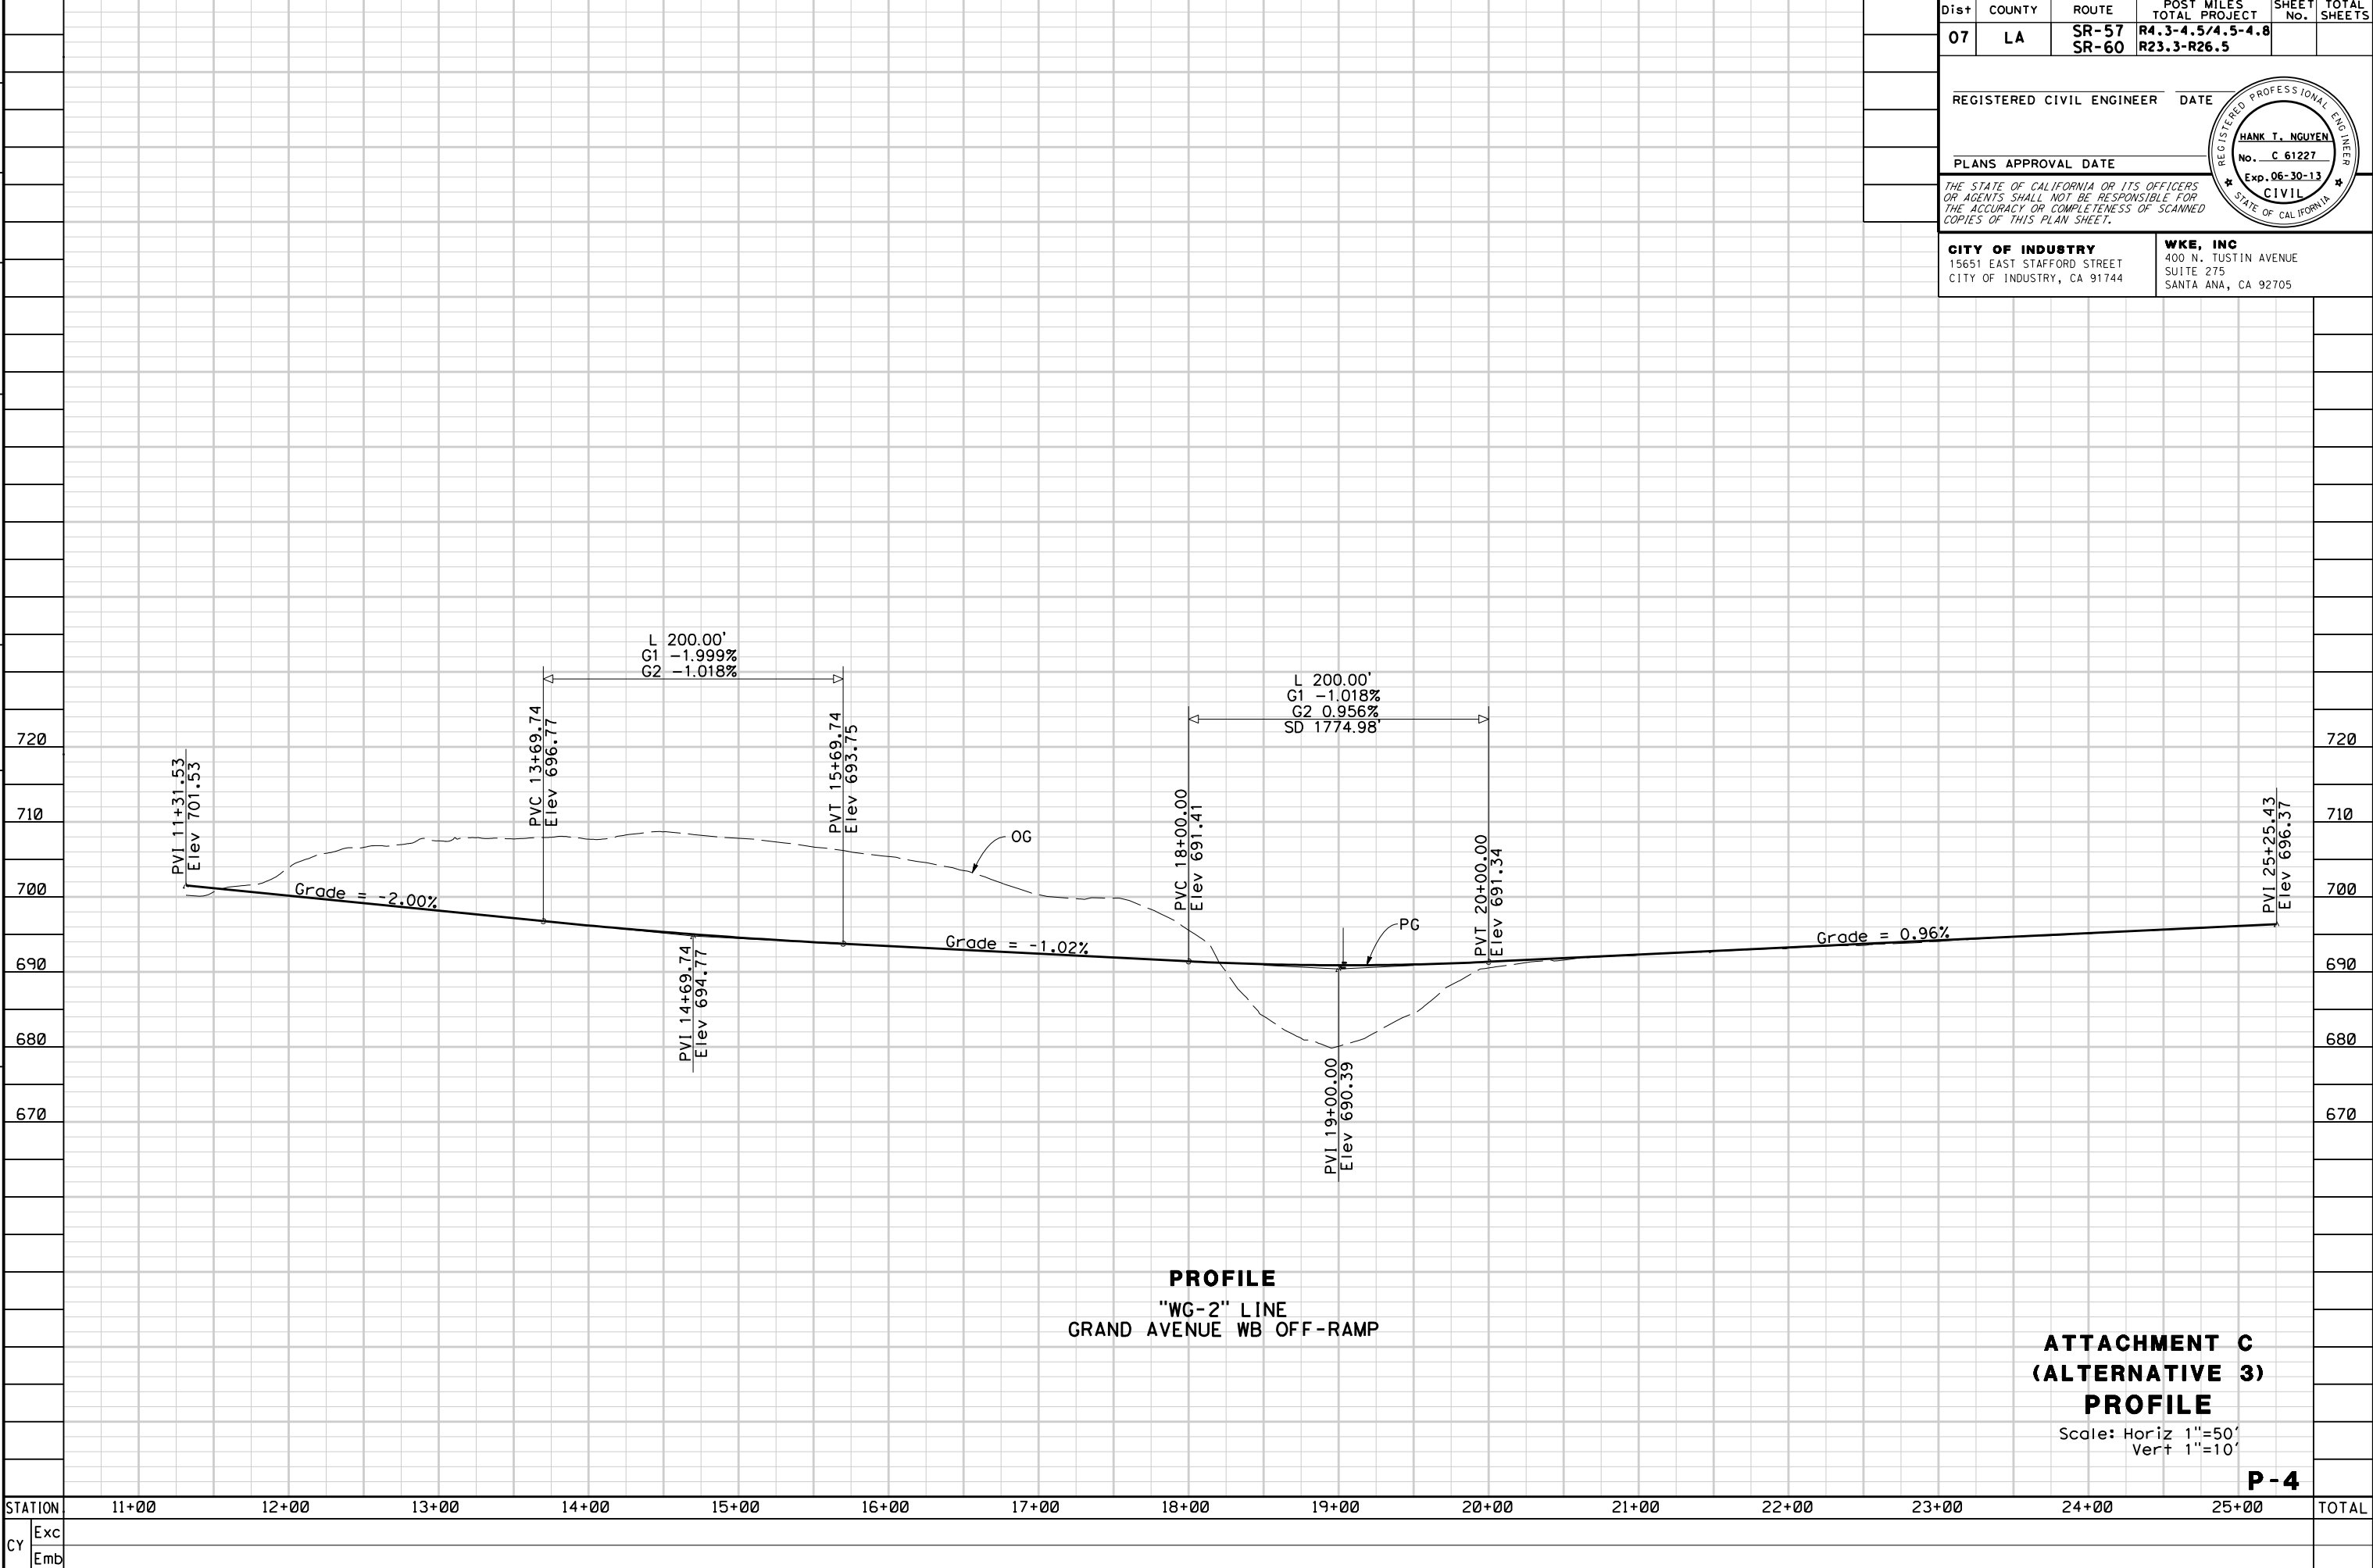 Dist COUNTY ROUTE POST MILES TOTAL PROJECT SHEET No. TOTAL SHEETS
07 LA SR-57 R4.3-4.5/4.5-4.8
SR-60 R23.3-R26.5
REGISTERED CIVIL ENGINEER DATE
PLANS APPROVAL DATE
REGISTERED PROFESSIONAL ENGINEER
HANK T. NGUYEN
No. C 61227
Exp. 06-30-13
CIVIL
STATE OF CALIFORNIA
THE STATE OF CALIFORNIA OR ITS OFFICERS
OR AGENTS SHALL NOT BE RESPONSIBLE FOR
THE ACCURACY OR COMPLETENESS OF SCANNED
COPIES OF THIS PLAN SHEET.
CITY OF INDUSTRY
15651 EAST STAFFORD STREET
CITY OF INDUSTRY, CA 91744
WKE, INC
400 N. TUSTIN AVENUE
SUITE 275
SANTA ANA, CA 92705
L 200.00'
G1 -1.999%
G2 -1.018%
L 200.00'
G1 -1.018%
G2 0.956%
SD 1774.98'
720
710
700
690
680
670
PVI 11+31.53
Elev 701.53
Grade = -2.00%
PVC 13+69.74
Elev 696.77
PVI 14+69.74
Elev 694.77
PVT 15+69.74
Elev 693.75
OG
Grade = -1.02%
PVC 18+00.00
Elev 691.41
PVI 19+00.00
Elev 690.39
PG
PVT 20+00.00
Elev 691.34
Grade = 0.96%
PVI 25+25.43
Elev 696.37
720
710
700
690
680
670
PROFILE
"WG-2" LINE
GRAND AVENUE WB OFF-RAMP
ATTACHMENT C
(ALTERNATIVE 3)
PROFILE
Scale: Horiz 1"=50'
Vert 1"=10'
P-4
STATION 11+00 12+00 13+00 14+00 15+00 16+00 17+00 18+00 19+00 20+00 21+00 22+00 23+00 24+00 25+00 TOTAL
CY Exc
Emb